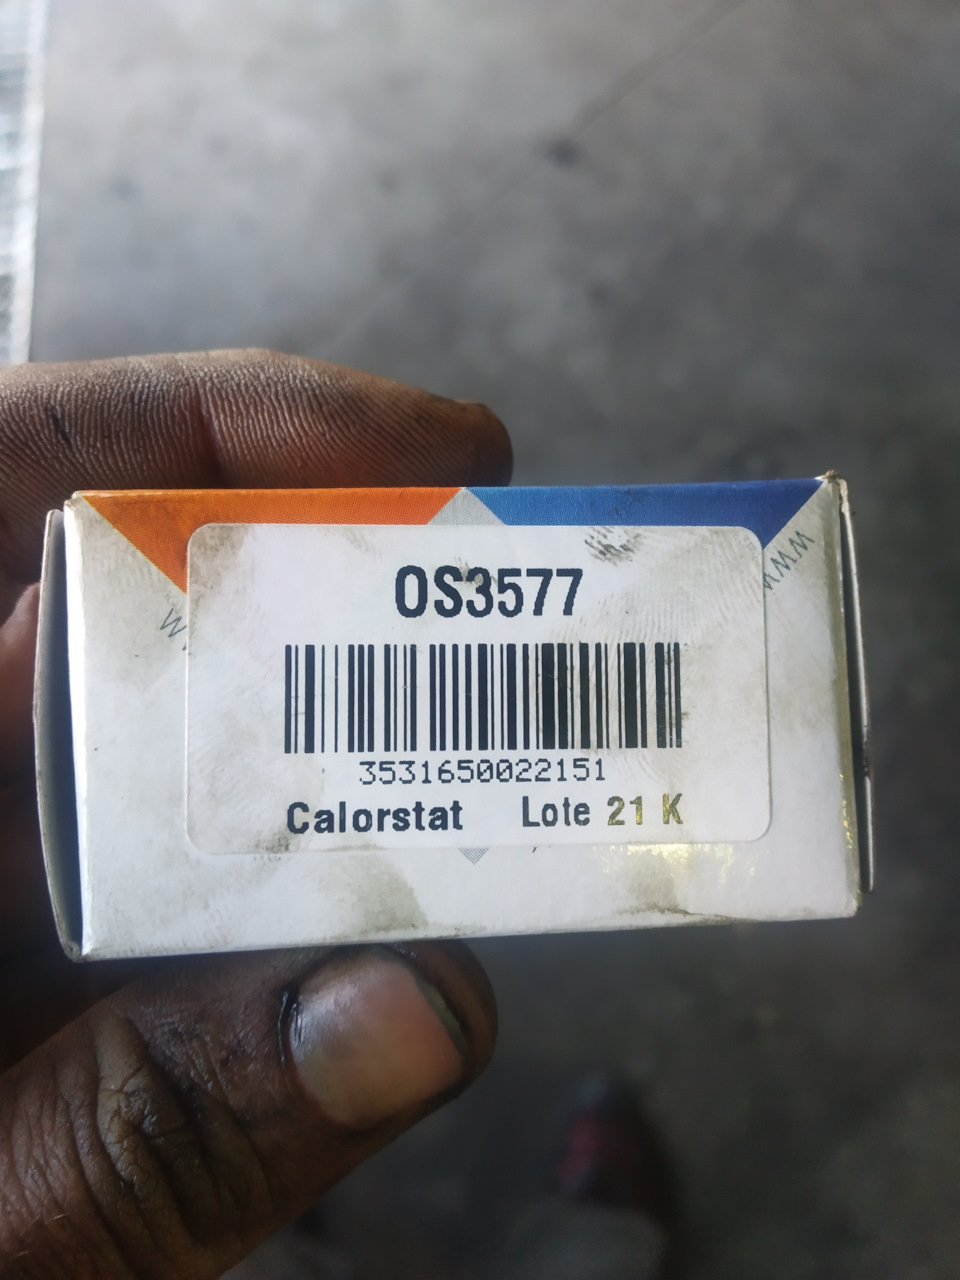 OS3577
3531650022151
Calorstat Lote 21 K